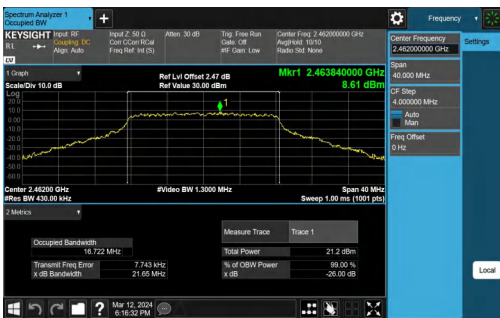 Spectrum Analyzer 1
Occupied BW
+
Frequency
KEYSIGHT
RL
Input: RF
Coupling: DC
Align: Auto
Input Z: 50 Ω
Corr CCorr RCal
Freq Ref: Int (S)
Atten: 30 dB
Trig: Free Run
Gate: Off
#IF Gain: Low
Center Freq: 2.462000000 GHz
Avg|Hold: 10/10
Radio Std: None
LV
Center Frequency
2.462000000 GHz
Settings
Span
40.000 MHz
CF Step
4.000000 MHz
Auto
Man
Freq Offset
0 Hz
Local
1 Graph
Scale/Div 10.0 dB
Ref Lvl Offset 2.47 dB
Ref Value 30.00 dBm
Mkr1 2.463840000 GHz
8.61 dBm
Log
20.0
10.0
0.00
-10.0
-20.0
-30.0
-40.0
-50.0
-60.0
1
Center 2.46200 GHz
#Res BW 430.00 kHz
#Video BW 1.3000 MHz
Span 40 MHz
Sweep 1.00 ms (1001 pts)
2 Metrics
Measure Trace
Trace 1
Occupied Bandwidth
16.722 MHz
Total Power
21.2 dBm
Transmit Freq Error
7.743 kHz
% of OBW Power
99.00 %
x dB Bandwidth
21.65 MHz
x dB
-26.00 dB
?
Mar 12, 2024
6:16:32 PM